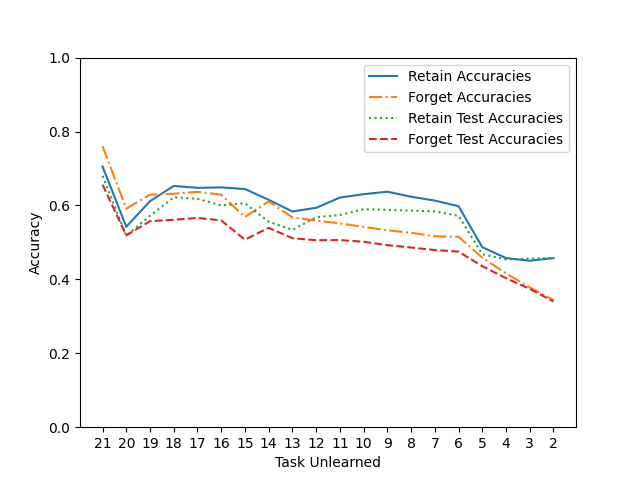 1.0
0.8
0.6
0.4
0.2
0.0
Accuracy
Retain Accuracies
Forget Accuracies
Retain Test Accuracies
Forget Test Accuracies
21 20 19 18 17 16 15 14 13 12 11 10 9 8 7 6 5 4 3 2
Task Unlearned